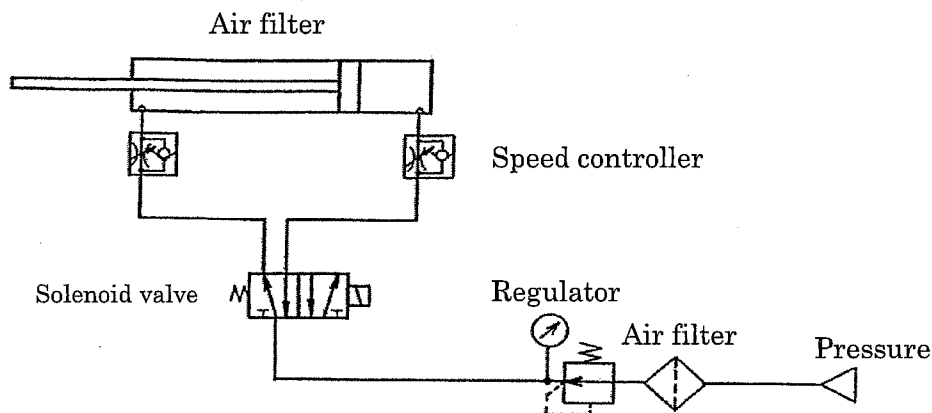 Air filter
Speed controller
Solenoid valve
Regulator
Air filter
Pressure